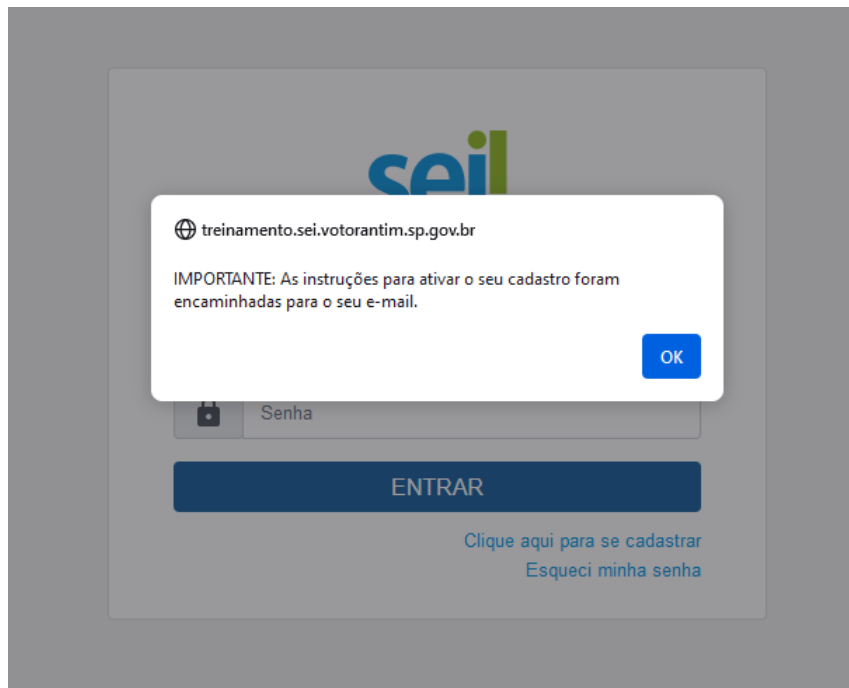 sei!
treinamento.sei.votorantim.sp.gov.br
IMPORTANTE: As instruções para ativar o seu cadastro foram
encaminhadas para o seu e-mail.
OK
Senha
ENTRAR
Clique aqui para se cadastrar
Esqueci minha senha